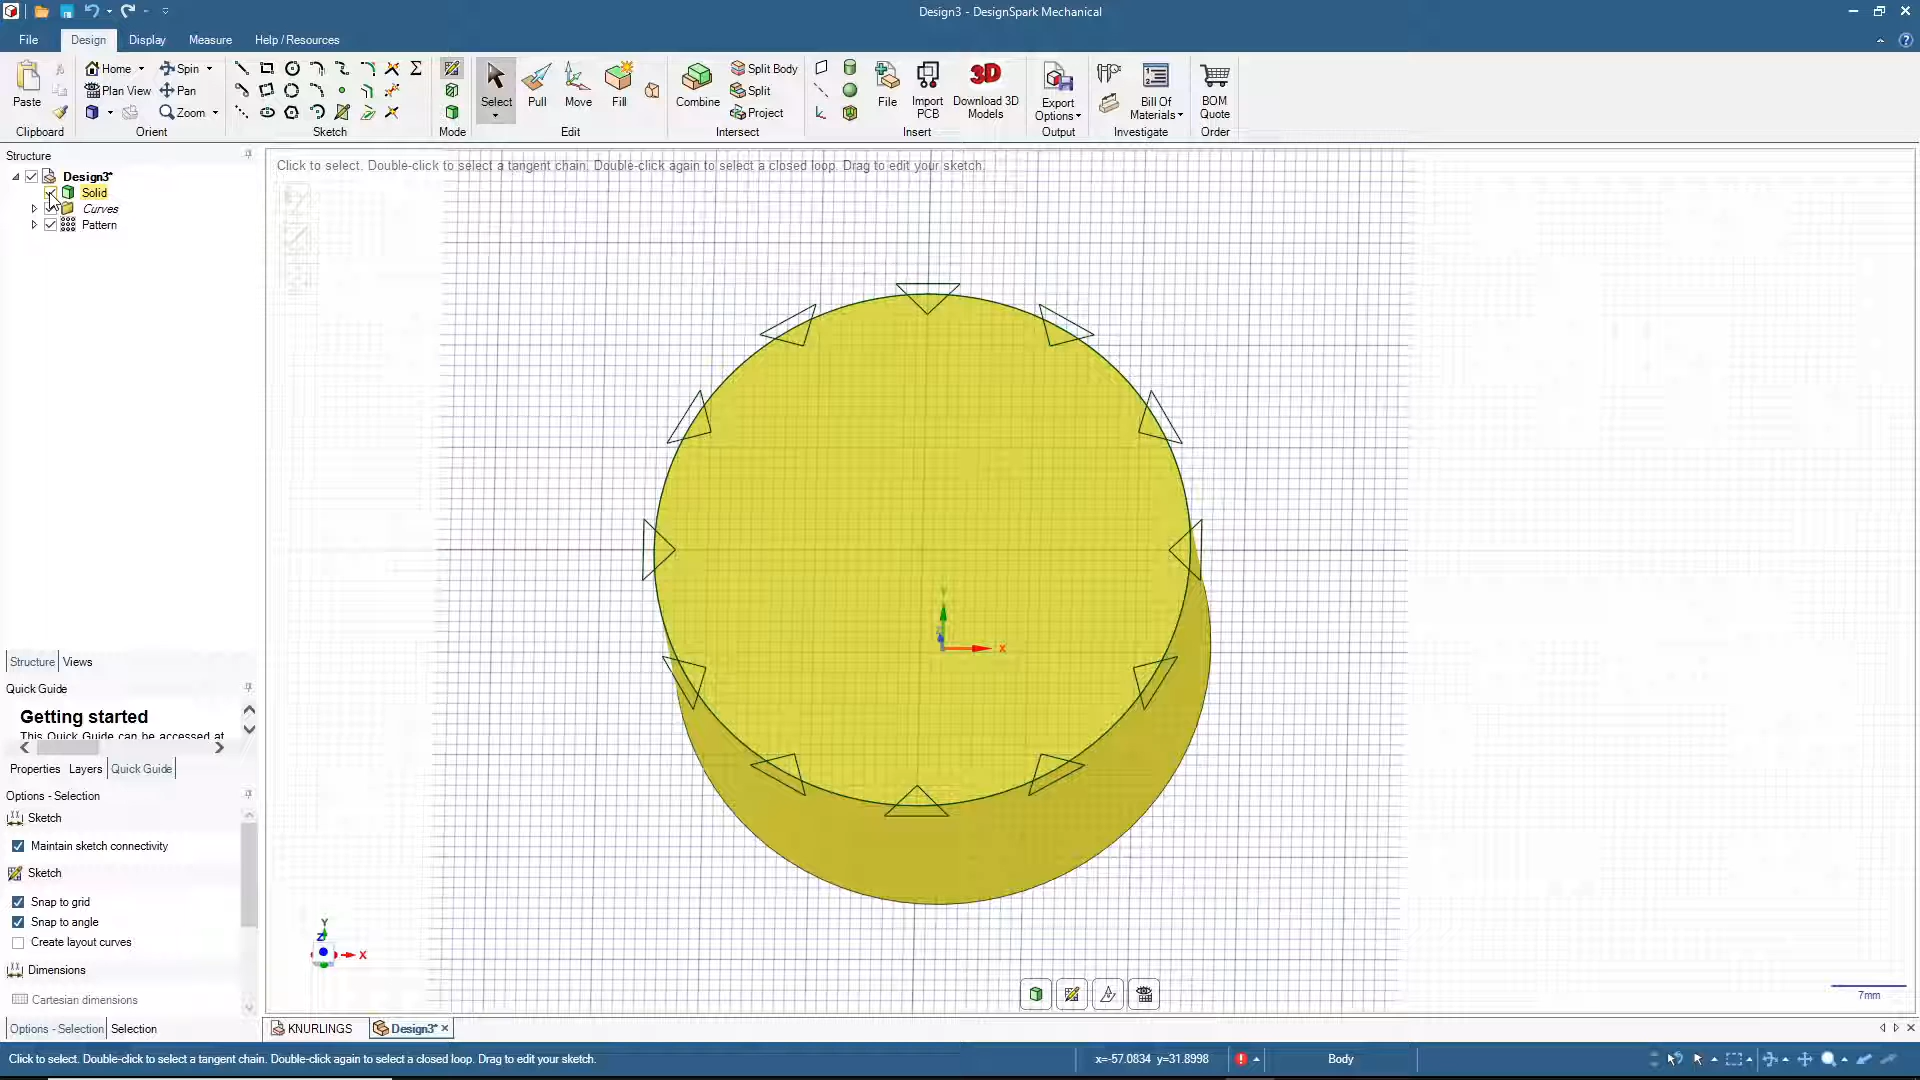 Design3 - DesignSpark Mechanical
File Design Display Measure Help / Resources
Paste
Home
Plan View
Spin
Pan
Zoom
Select
Pull
Move
Fill
Combine
Split Body
Split
Project
File
Import
PCB
Download 3D
Models
Export
Options
Bill Of
Materials
BOM
Quote
Clipboard Orient Sketch Mode Edit Intersect Insert Output Investigate Order
Structure
Design3*
Solid
Curves
Pattern
Click to select. Double-click to select a tangent chain. Double-click again to select a closed loop. Drag to edit your sketch.
X
Structure Views
Quick Guide
Getting started
This Quick Guide can be accessed at
Properties Layers Quick Guide
Options - Selection
Sketch
Maintain sketch connectivity
Sketch
Snap to grid
Snap to angle
Create layout curves
Dimensions
Cartesian dimensions
Options - Selection Selection
Y
Z
X
7mm
KNURLINGS Design3*
Click to select. Double-click to select a tangent chain. Double-click again to select a closed loop. Drag to edit your sketch.
x=-57.0834 y=31.8998
Body